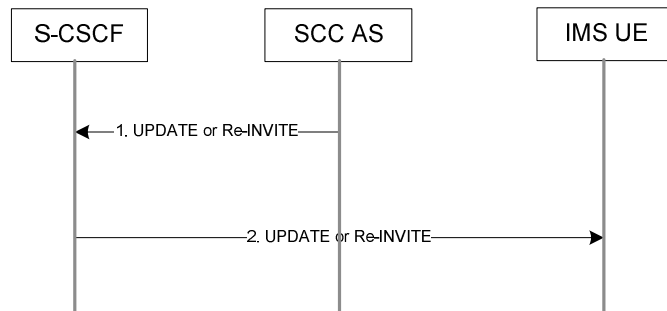 S-CSCF
SCC AS
IMS UE
1. UPDATE or Re-INVITE
2. UPDATE or Re-INVITE